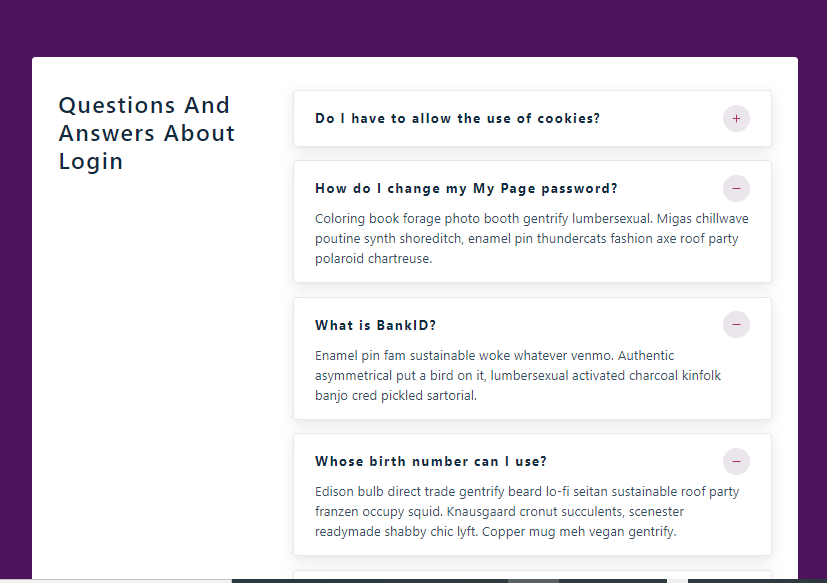 Questions And
Answers About
Login
Do I have to allow the use of cookies?
+
How do I change my My Page password?
−
Coloring book forage photo booth gentrify lumbersexual. Migas chillwave
poutine synth shoreditch, enamel pin thundercats fashion axe roof party
polaroid chartreuse.
What is BankID?
−
Enamel pin fam sustainable woke whatever venmo. Authentic
asymmetrical put a bird on it, lumbersexual activated charcoal kinfolk
banjo cred pickled sartorial.
Whose birth number can I use?
−
Edison bulb direct trade gentrify beard lo-fi seitan sustainable roof party
franzen occupy squid. Knausgaard cronut succulents, scenester
readymade shabby chic lyft. Copper mug meh vegan gentrify.